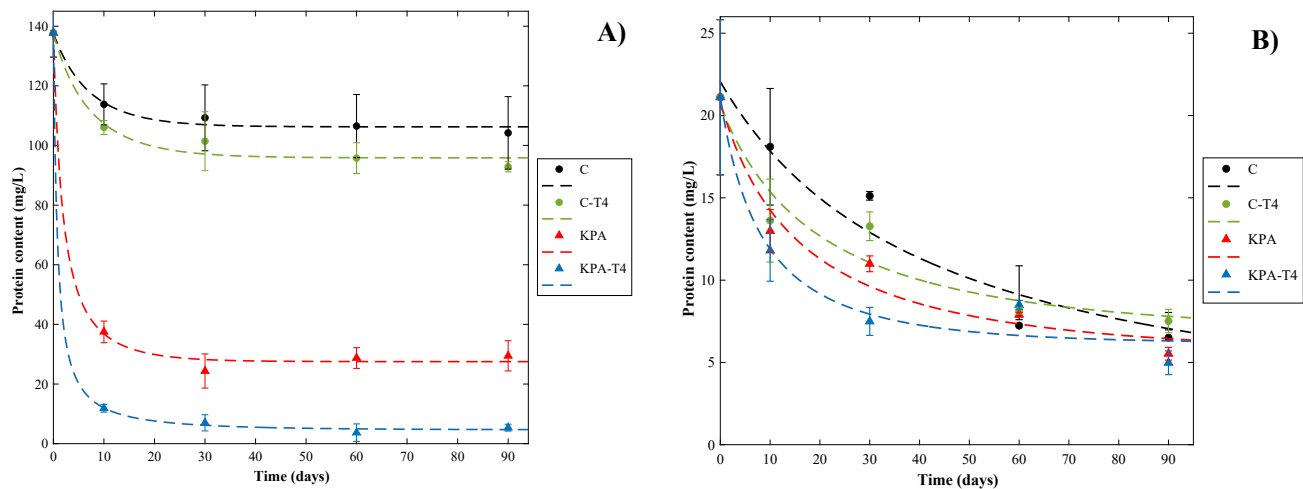 A)
Protein content (mg/L)
140
120
100
80
60
40
20
0
0 10 20 30 40 50 60 70 80 90
Time (days)
C
C-T4
KPA
KPA-T4
B)
Protein content (mg/L)
25
20
15
10
5
0
0 10 20 30 40 50 60 70 80 90
Time (days)
C
C-T4
KPA
KPA-T4